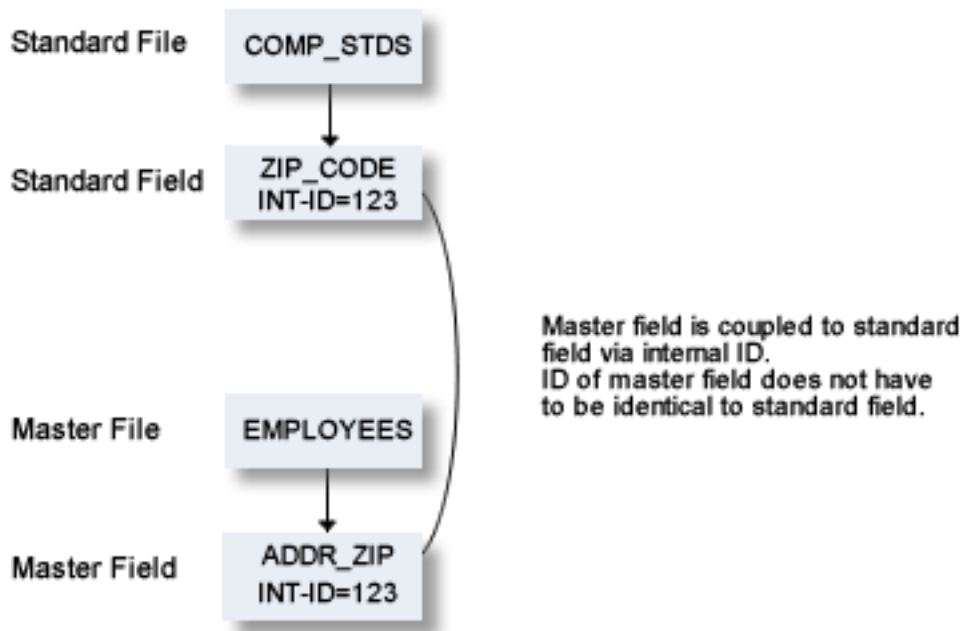 Standard File
COMP_STDS
Standard Field
ZIP_CODE
INT-ID=123
Master field is coupled to standard
field via internal ID.
ID of master field does not have
to be identical to standard field.
Master File
EMPLOYEES
Master Field
ADDR_ZIP
INT-ID=123